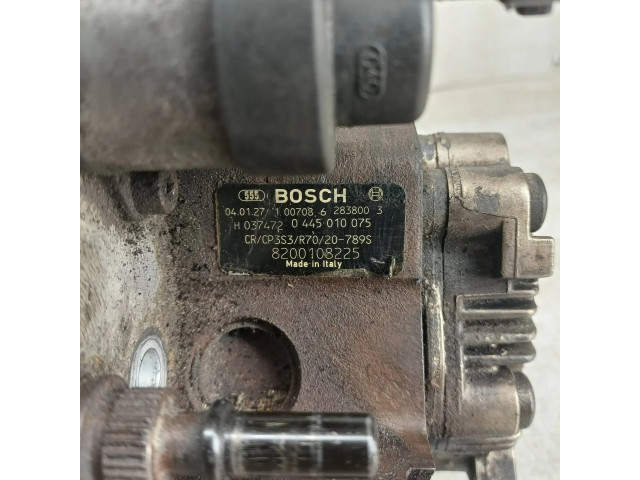 555 BOSCH
04.01.27/1 00708 6 283800 3
H 037472 0 445 010 075
CR/CP3S3/R70/20-789S
8200108225
Made in Italy